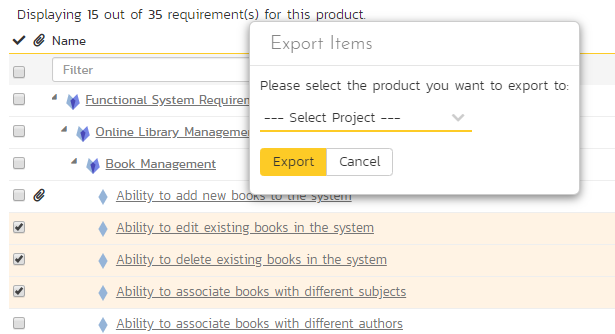 Displaying 15 out of 35 requirement(s) for this product.
Name
Filter
Export Items
Please select the product you want to export to:
--- Select Project ---
Export Cancel
Functional System Requirem
Online Library Managemen
Book Management
Ability to add new books to the system
Ability to edit existing books in the system
Ability to delete existing books in the system
Ability to associate books with different subjects
Ability to associate books with different authors